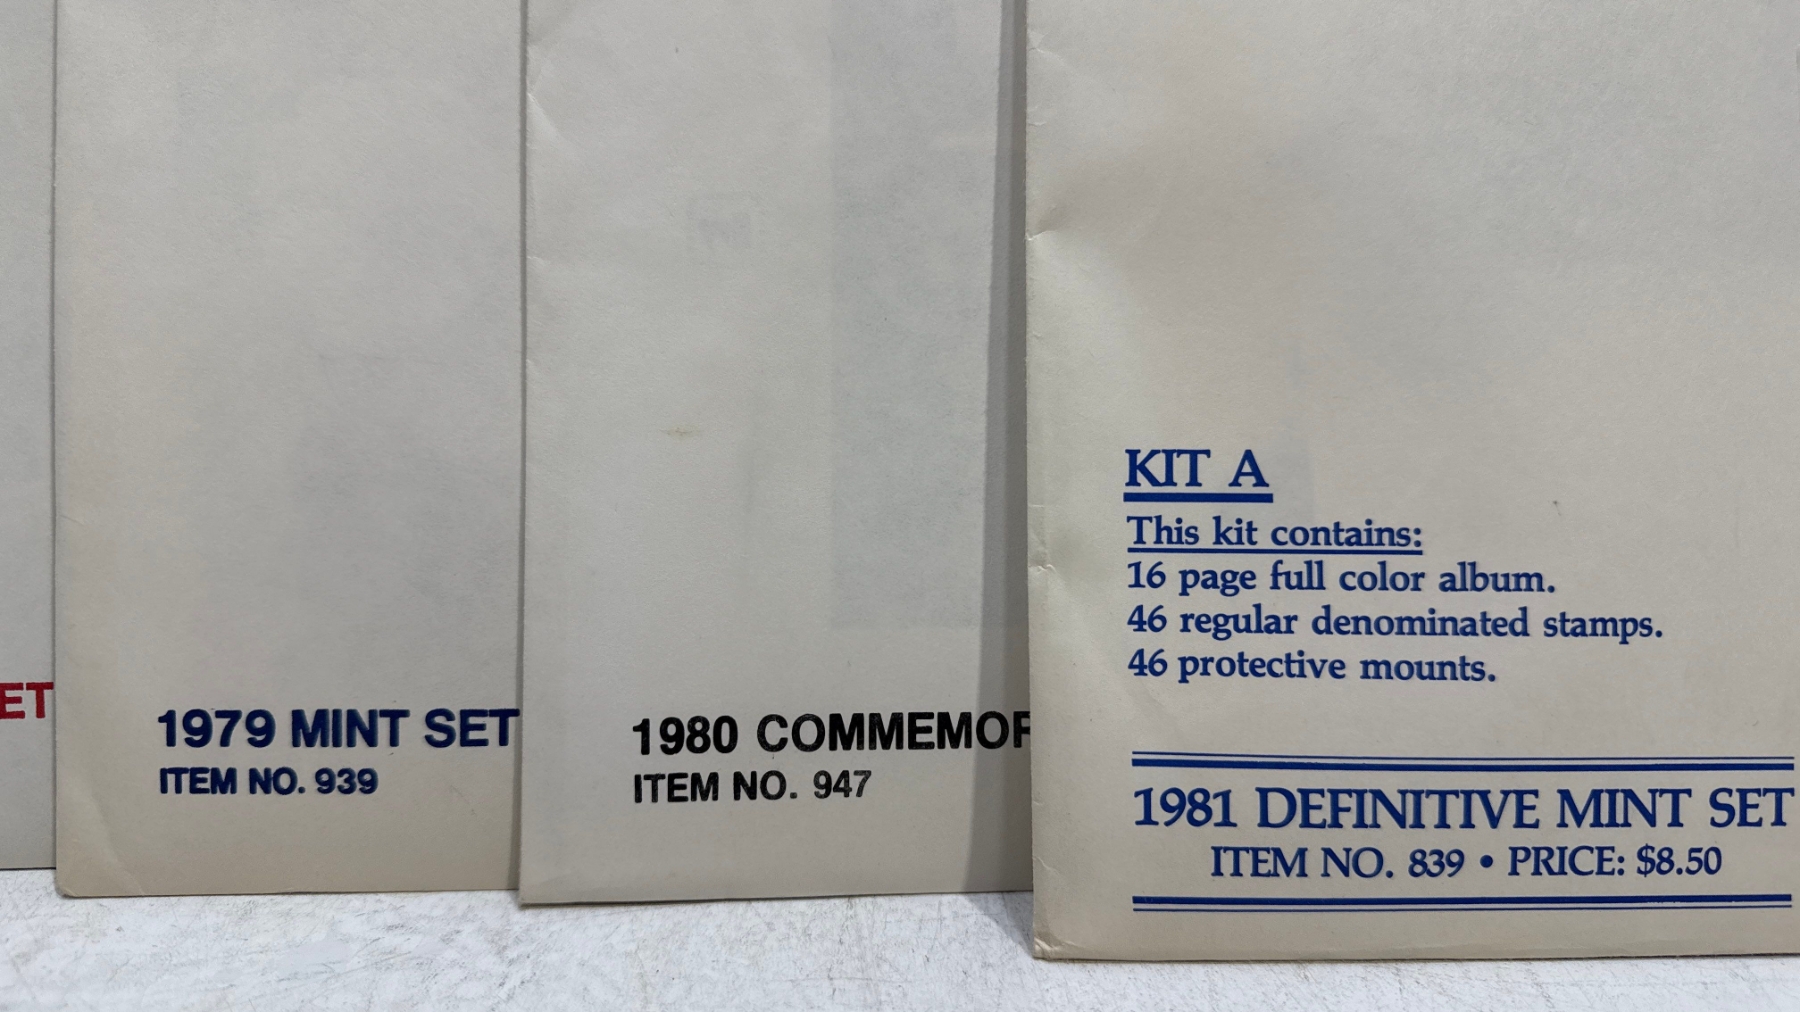 ET
1979 MINT SET
ITEM NO. 939
1980 COMMEMOR
ITEM NO. 947
KIT A
This kit contains:
16 page full color album.
46 regular denominated stamps.
46 protective mounts.
1981 DEFINITIVE MINT SET
ITEM NO. 839 • PRICE: $8.50